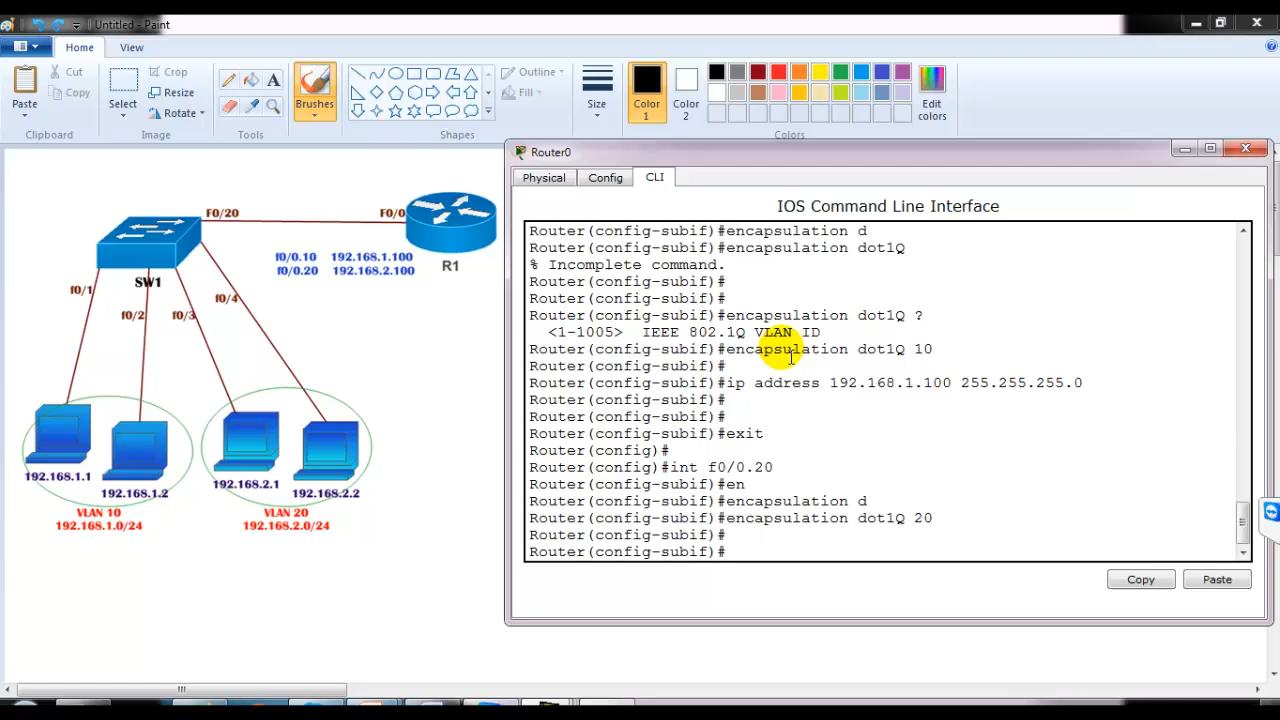 Untitled - Paint
Home View
Paste
Cut
Copy
Clipboard
Select
Crop
Resize
Rotate
Image
Tools
Brushes
Shapes
Outline
Fill
Size
Color 1
Color 2
Edit colors
Colors
F0/20
F0/0
R1
f0/0.10 192.168.1.100
f0/0.20 192.168.2.100
SW1
f0/1
f0/2
f0/3
f0/4
192.168.1.1
192.168.1.2
192.168.2.1
192.168.2.2
VLAN 10
192.168.1.0/24
VLAN 20
192.168.2.0/24
Router0
Physical Config CLI
IOS Command Line Interface
Router(config-subif)#encapsulation d
Router(config-subif)#encapsulation dot1Q
% Incomplete command.
Router(config-subif)#
Router(config-subif)#
Router(config-subif)#encapsulation dot1Q ?
<1-1005> IEEE 802.1Q VLAN ID
Router(config-subif)#encapsulation dot1Q 10
Router(config-subif)#
Router(config-subif)#ip address 192.168.1.100 255.255.255.0
Router(config-subif)#
Router(config-subif)#
Router(config-subif)#exit
Router(config)#
Router(config)#int f0/0.20
Router(config-subif)#en
Router(config-subif)#encapsulation d
Router(config-subif)#encapsulation dot1Q 20
Router(config-subif)#
Router(config-subif)#
Copy Paste